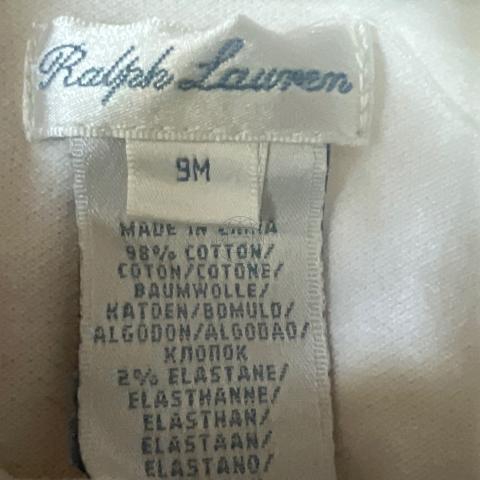 Ralph Lauren
9M
MADE IN CHINA
98% COTTON/
COTON/COTONE/
BAUMWOLLE/
KATOEN/BOMULD/
ALGODON/ALGODAO/
ХЛОПОК
2% ELASTANE/
ELASTHANNE/
ELASTHAN/
ELASTAAN/
ELASTANO/